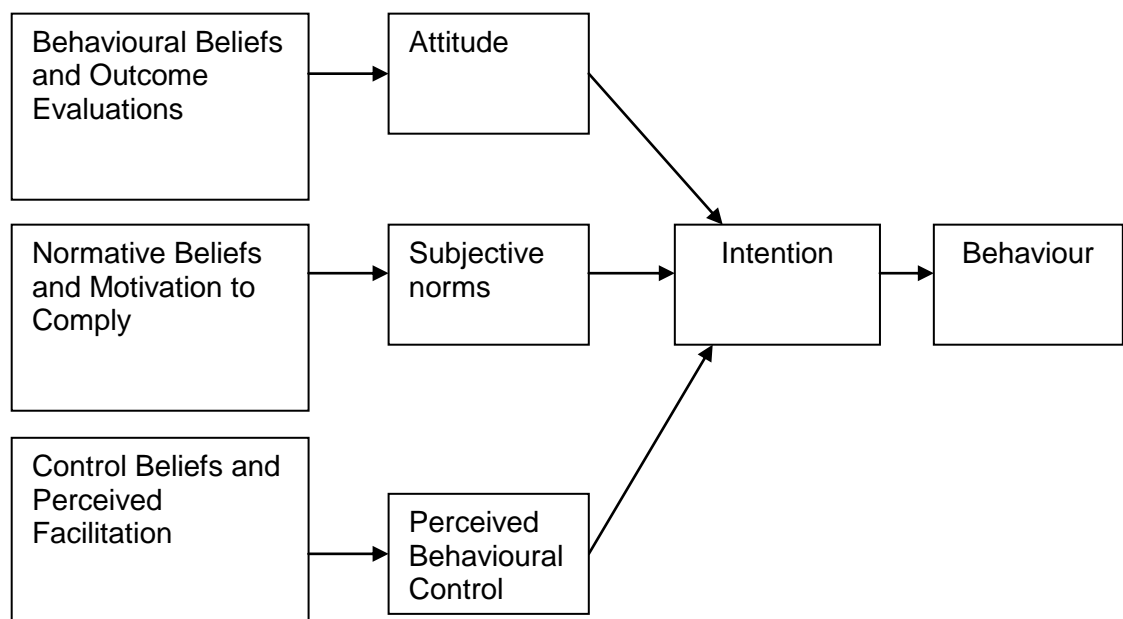 Behavioural Beliefs
and Outcome
Evaluations
Attitude
Normative Beliefs
and Motivation to
Comply
Subjective
norms
Intention
Behaviour
Control Beliefs and
Perceived
Facilitation
Perceived
Behavioural
Control